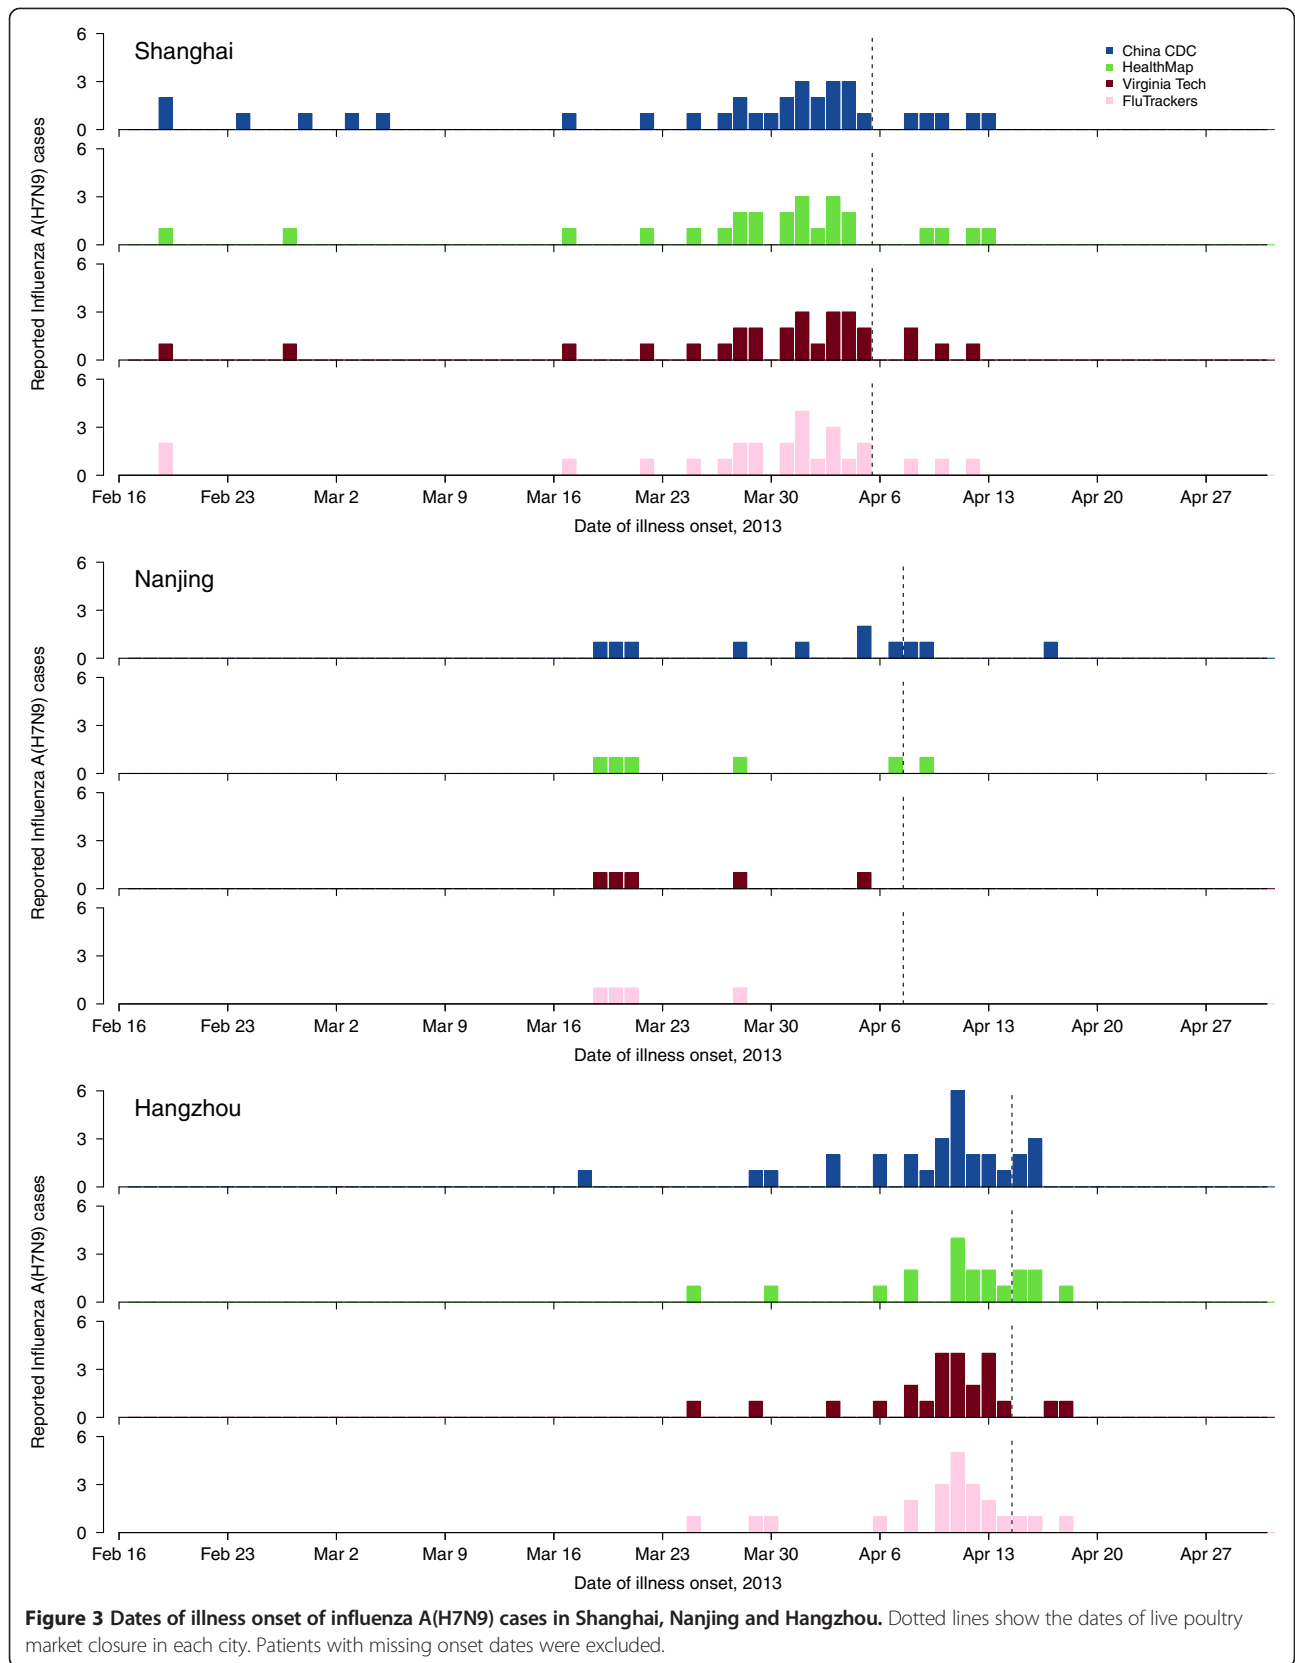 Shanghai
China CDC
HealthMap
Virginia Tech
FluTrackers
Reported Influenza A(H7N9) cases
6
3
0
6
3
0
6
3
0
6
3
0
Feb 16 Feb 23 Mar 2 Mar 9 Mar 16 Mar 23 Mar 30 Apr 6 Apr 13 Apr 20 Apr 27
Date of illness onset, 2013
Nanjing
Reported Influenza A(H7N9) cases
6
3
0
6
3
0
6
3
0
6
3
0
Feb 16 Feb 23 Mar 2 Mar 9 Mar 16 Mar 23 Mar 30 Apr 6 Apr 13 Apr 20 Apr 27
Date of illness onset, 2013
Hangzhou
Reported Influenza A(H7N9) cases
6
3
0
6
3
0
6
3
0
6
3
0
Feb 16 Feb 23 Mar 2 Mar 9 Mar 16 Mar 23 Mar 30 Apr 6 Apr 13 Apr 20 Apr 27
Date of illness onset, 2013
Figure 3 Dates of illness onset of influenza A(H7N9) cases in Shanghai, Nanjing and Hangzhou. Dotted lines show the dates of live poultry
market closure in each city. Patients with missing onset dates were excluded.